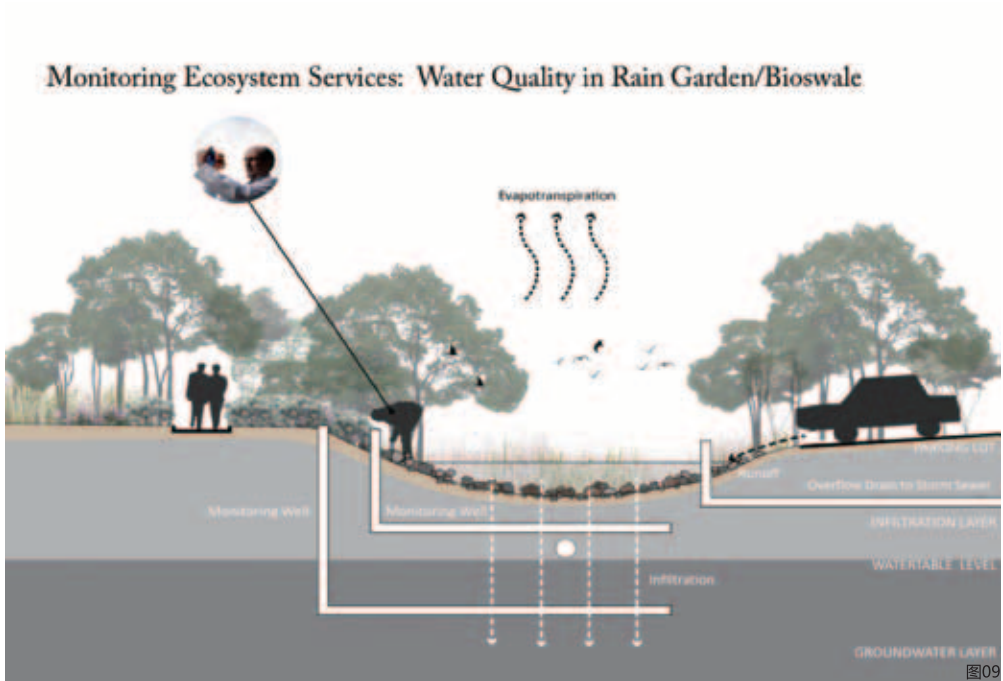 Monitoring Ecosystem Services: Water Quality in Rain Garden/Bioswale
Evapotranspiration
PARKING LOT
Runoff
Overflow Drain to Storm Sewer
Monitoring Well
Monitoring Well
INFILTRATION LAYER
WATERTABLE LEVEL
Infiltration
GROUNDWATER LAYER
图09